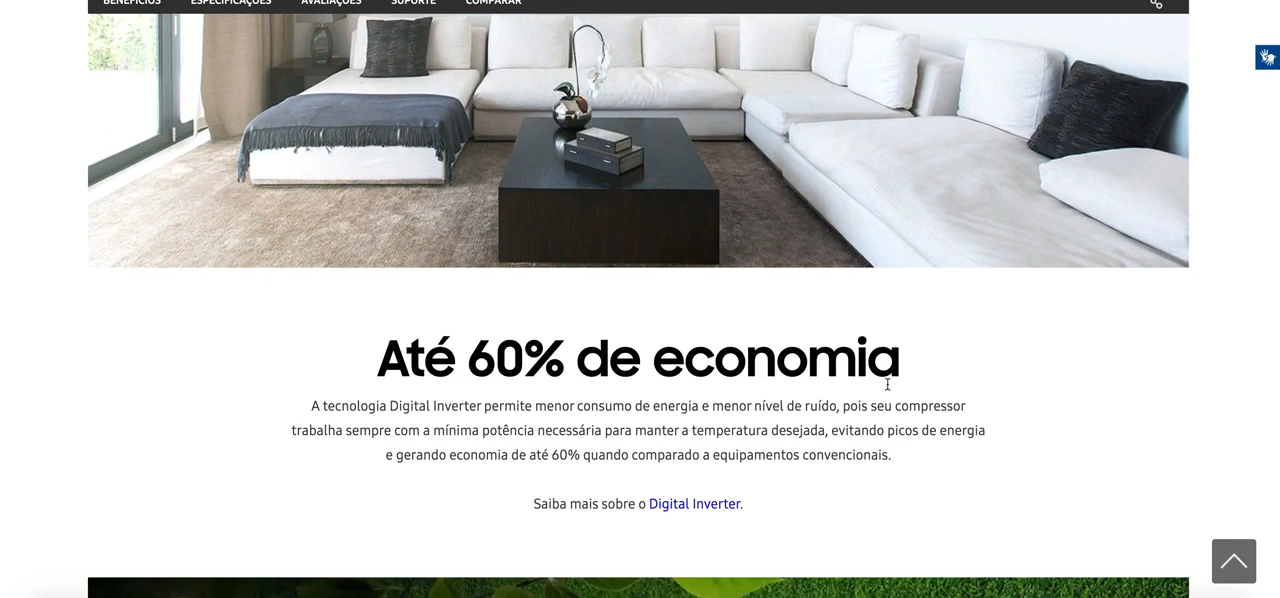 BENEFÍCIOS ESPECIFICAÇÕES AVALIAÇÕES SUPORTE COMPARAR
Até 60% de economia
A tecnologia Digital Inverter permite menor consumo de energia e menor nível de ruído, pois seu compressor
trabalha sempre com a mínima potência necessária para manter a temperatura desejada, evitando picos de energia
e gerando economia de até 60% quando comparado a equipamentos convencionais.
Saiba mais sobre o Digital Inverter.